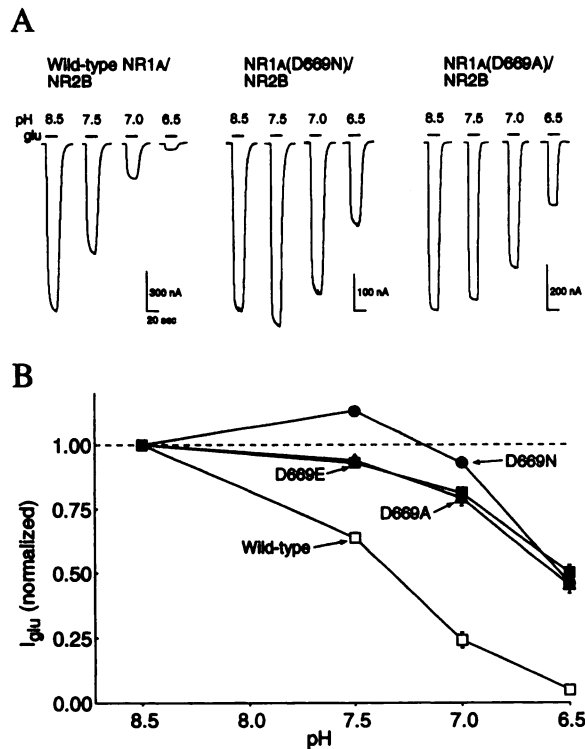 A
Wild-type NR1A/
NR2B
NR1A(D669N)/
NR2B
NR1A(D669A)/
NR2B
pH 8.5 7.5 7.0 6.5 8.5 7.5 7.0 6.5 8.5 7.5 7.0 6.5
glu
300 nA
20 sec
100 nA
200 nA
B
1.00
0.75
0.50
0.25
0.00
I glu (normalized)
D669N
D669E
D669A
Wild-type
8.5 8.0 7.5 7.0 6.5
pH